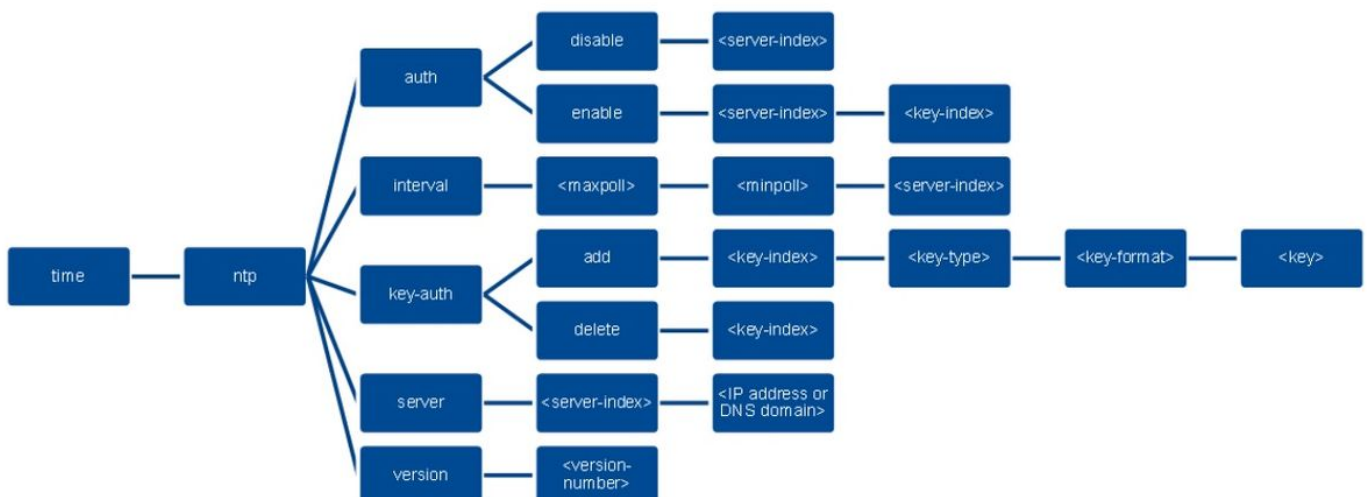 disable
<server-index>
auth
enable
<server-index>
<key-index>
interval
<maxpoll>
<minpoll>
<server-index>
time
ntp
add
<key-index>
<key-type>
<key-format>
<key>
key-auth
delete
<key-index>
server
<server-index>
<IP address or
DNS domain>
version
<version-
number>